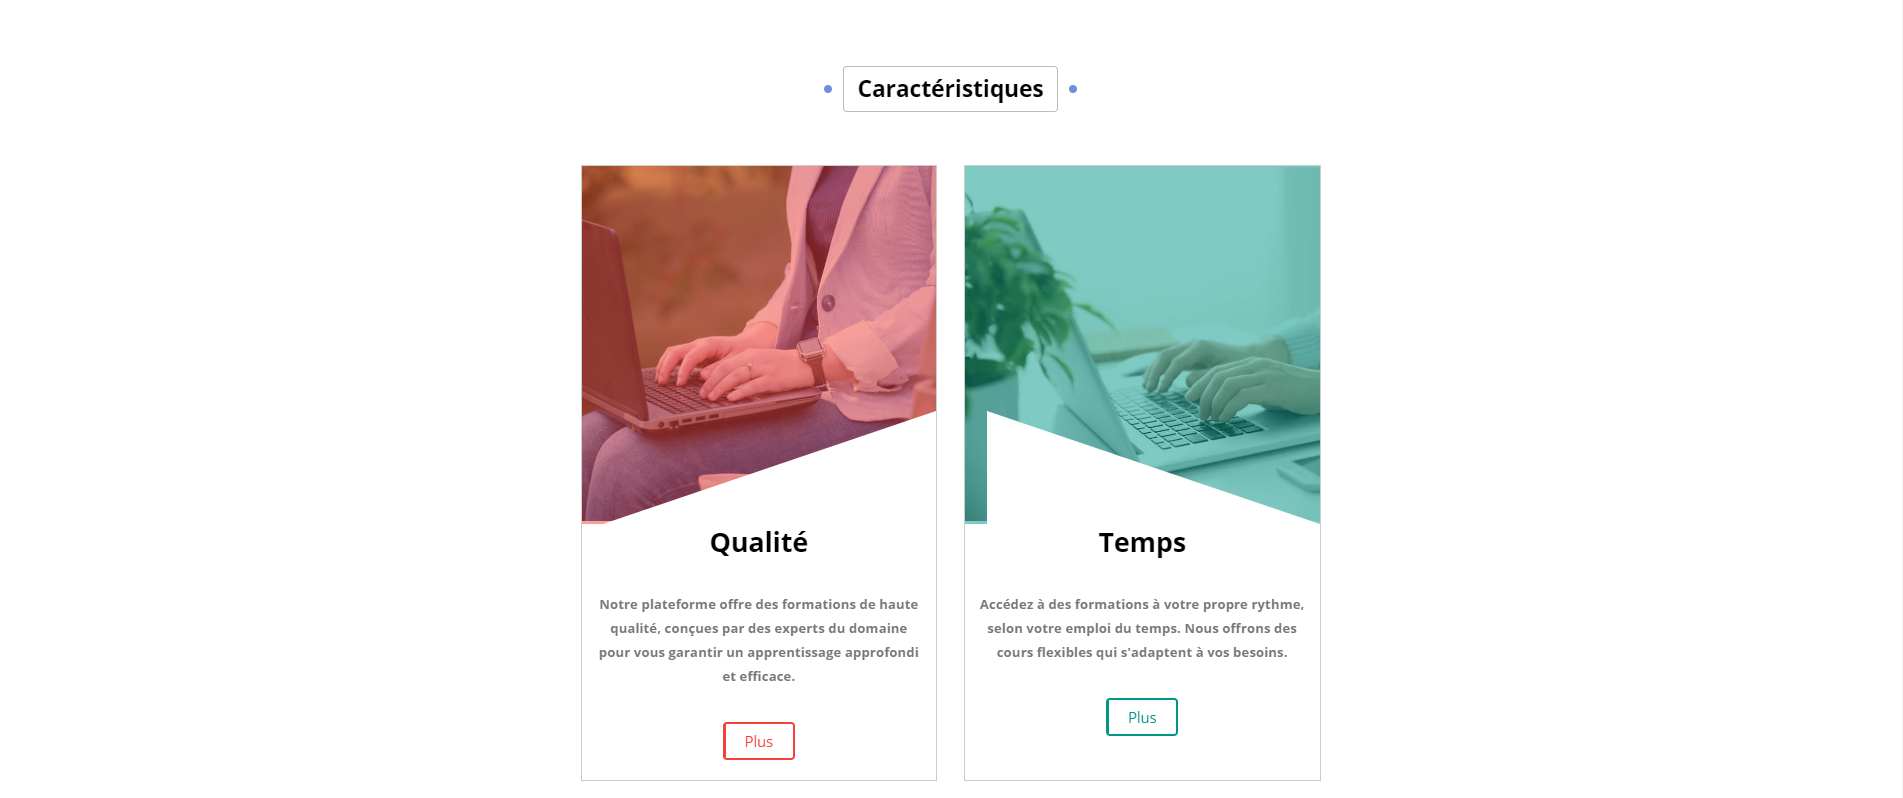 Caractéristiques
Qualité
Notre plateforme offre des formations de haute
qualité, conçues par des experts du domaine
pour vous garantir un apprentissage approfondi
et efficace.
Plus
Temps
Accédez à des formations à votre propre rythme,
selon votre emploi du temps. Nous offrons des
cours flexibles qui s'adaptent à vos besoins.
Plus